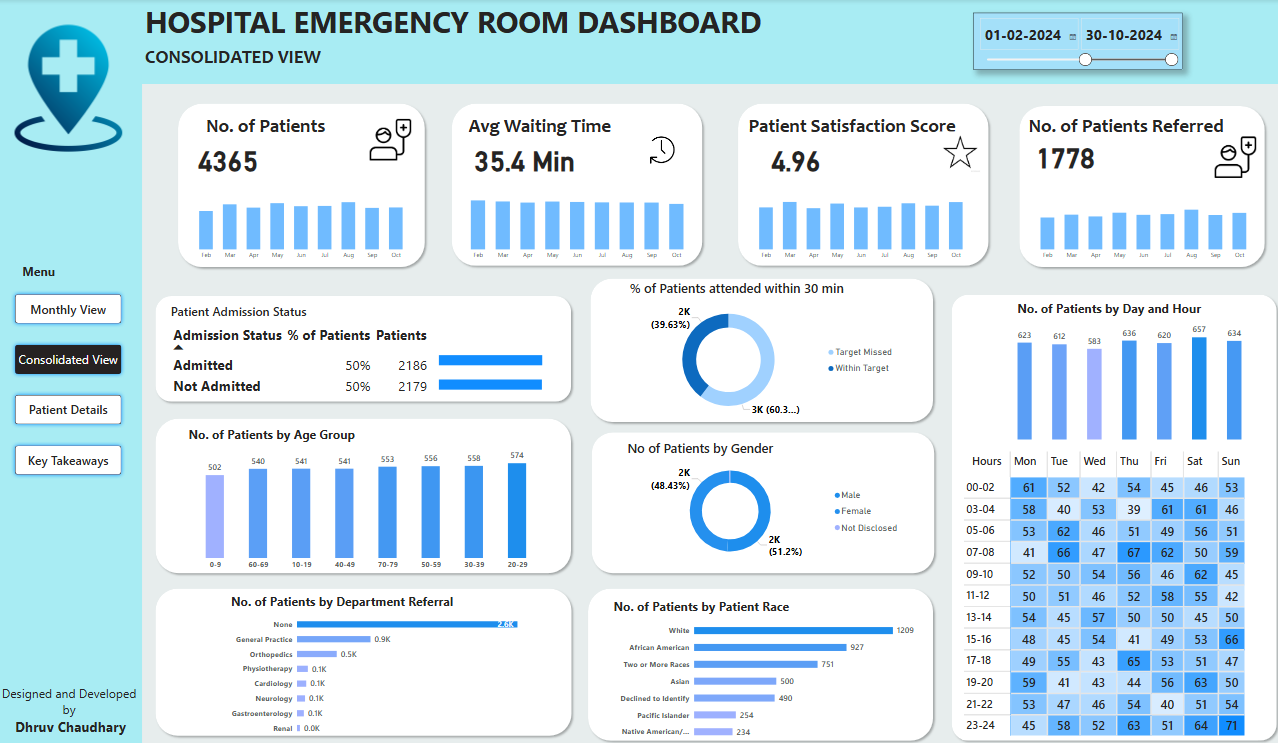 HOSPITAL EMERGENCY ROOM DASHBOARD
CONSOLIDATED VIEW
01-02-2024 30-10-2024
Menu
Monthly View
Consolidated View
Patient Details
Key Takeaways
Designed and Developed
by
Dhruv Chaudhary
No. of Patients
4365
Feb Mar Apr May Jun Jul Aug Sep Oct
Avg Waiting Time
35.4 Min
Feb Mar Apr May Jun Jul Aug Sep Oct
Patient Satisfaction Score
4.96
Feb Mar Apr May Jun Jul Aug Sep Oct
No. of Patients Referred
1778
Feb Mar Apr May Jun Jul Aug Sep Oct
Patient Admission Status
Admission Status % of Patients Patients
Admitted 50% 2186
Not Admitted 50% 2179
No. of Patients by Age Group
502 540 541 541 553 556 558 574
0-9 60-69 10-19 40-49 70-79 50-59 30-39 20-29
No. of Patients by Department Referral
None 2.6K
General Practice 0.9K
Orthopedics 0.5K
Physiotherapy 0.1K
Cardiology 0.1K
Neurology 0.1K
Gastroenterology 0.1K
Renal 0.0K
% of Patients attended within 30 min
2K
(39.63%)
3K (60.3...)
Target Missed
Within Target
No of Patients by Gender
2K
(48.43%)
2K
(51.2%)
Male
Female
Not Disclosed
No. of Patients by Patient Race
White 1209
African American 927
Two or More Races 751
Asian 500
Declined to Identify 490
Pacific Islander 254
Native American/... 234
No. of Patients by Day and Hour
623 612 583 636 620 657 634
Hours Mon Tue Wed Thu Fri Sat Sun
00-02 61 52 42 54 45 46 53
03-04 58 40 53 39 61 61 46
05-06 53 62 46 51 49 56 51
07-08 41 66 47 67 62 50 59
09-10 52 50 54 56 46 62 45
11-12 50 51 46 52 58 55 42
13-14 54 45 57 50 50 45 50
15-16 48 45 54 41 49 53 66
17-18 49 55 43 65 53 51 47
19-20 59 41 43 44 56 63 50
21-22 53 47 46 54 40 51 54
23-24 45 58 52 63 51 64 71